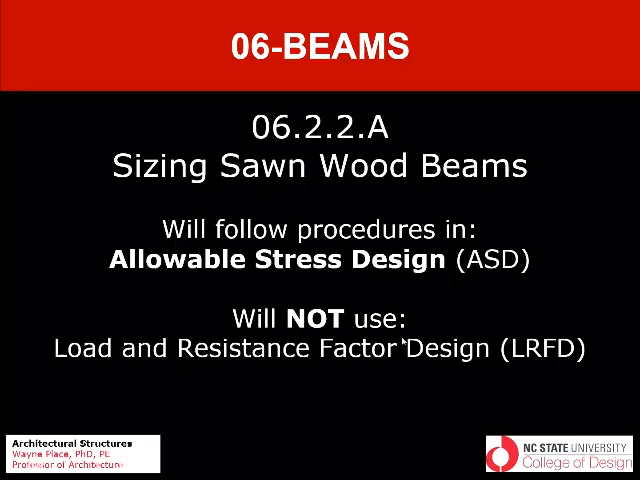 06-BEAMS
06.2.2.A
Sizing Sawn Wood Beams
Will follow procedures in:
Allowable Stress Design (ASD)
Will NOT use:
Load and Resistance Factor Design (LRFD)
Architectural Structures
Wayne Place, PhD, PE
Professor of Architecture
NC STATE UNIVERSITY
College of Design